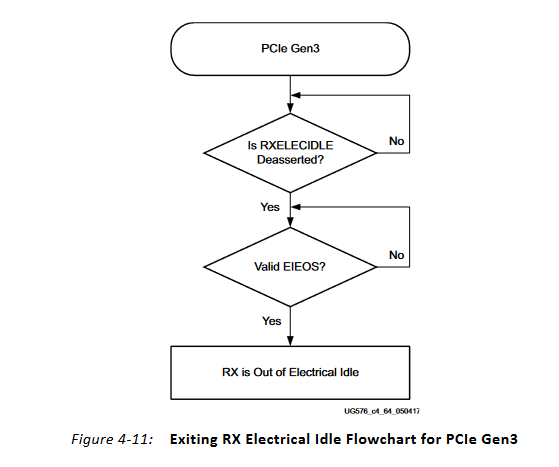 PCIe Gen3
Is RXELECIDLE
Deasserted?
No
Yes
Valid EIEOS?
No
Yes
RX is Out of Electrical Idle
UG576_c4_64_050417
Figure 4-11: Exiting RX Electrical Idle Flowchart for PCIe Gen3